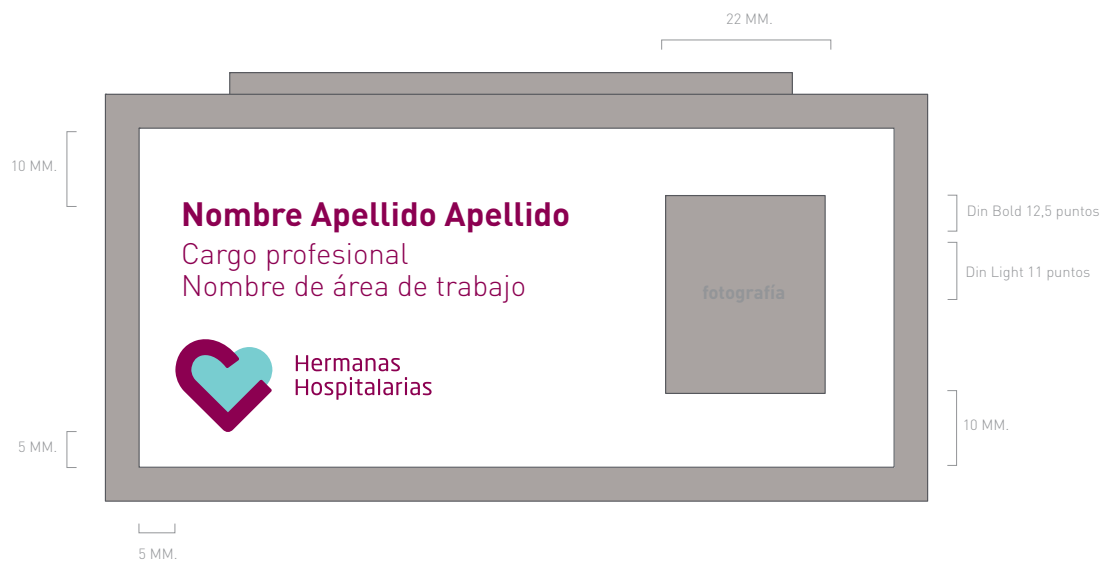 22 MM.
10 MM.
Nombre Apellido Apellido
Din Bold 12,5 puntos
Cargo profesional
Din Light 11 puntos
Nombre de área de trabajo
fotografía
Hermanas
Hospitalarias
10 MM.
5 MM.
5 MM.